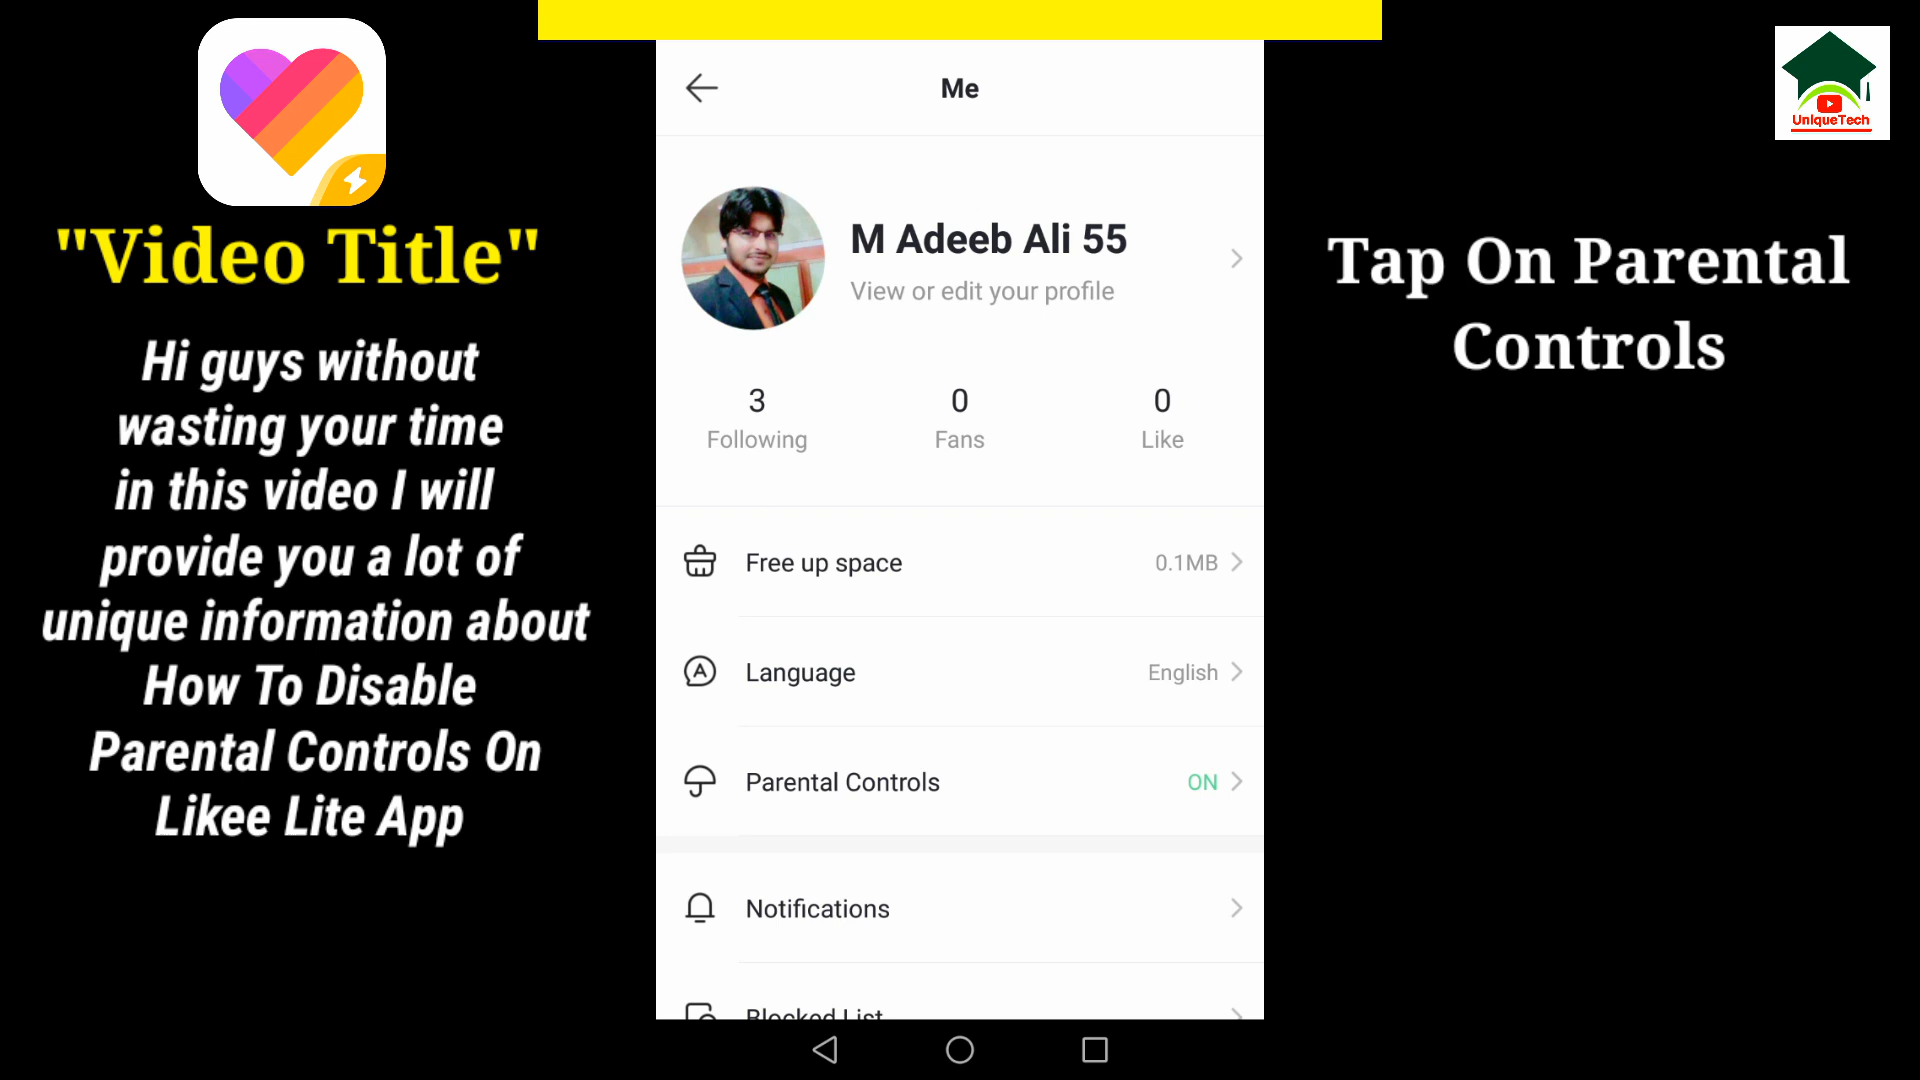 "Video Title"
Hi guys without
wasting your time
in this video I will
provide you a lot of
unique information about
How To Disable
Parental Controls On
Likee Lite App
Me
M Adeeb Ali 55
View or edit your profile
3
Following
0
Fans
0
Like
Free up space
0.1MB
Language
English
Parental Controls
ON
Notifications
Blocked List
UniqueTech
Tap On Parental
Controls